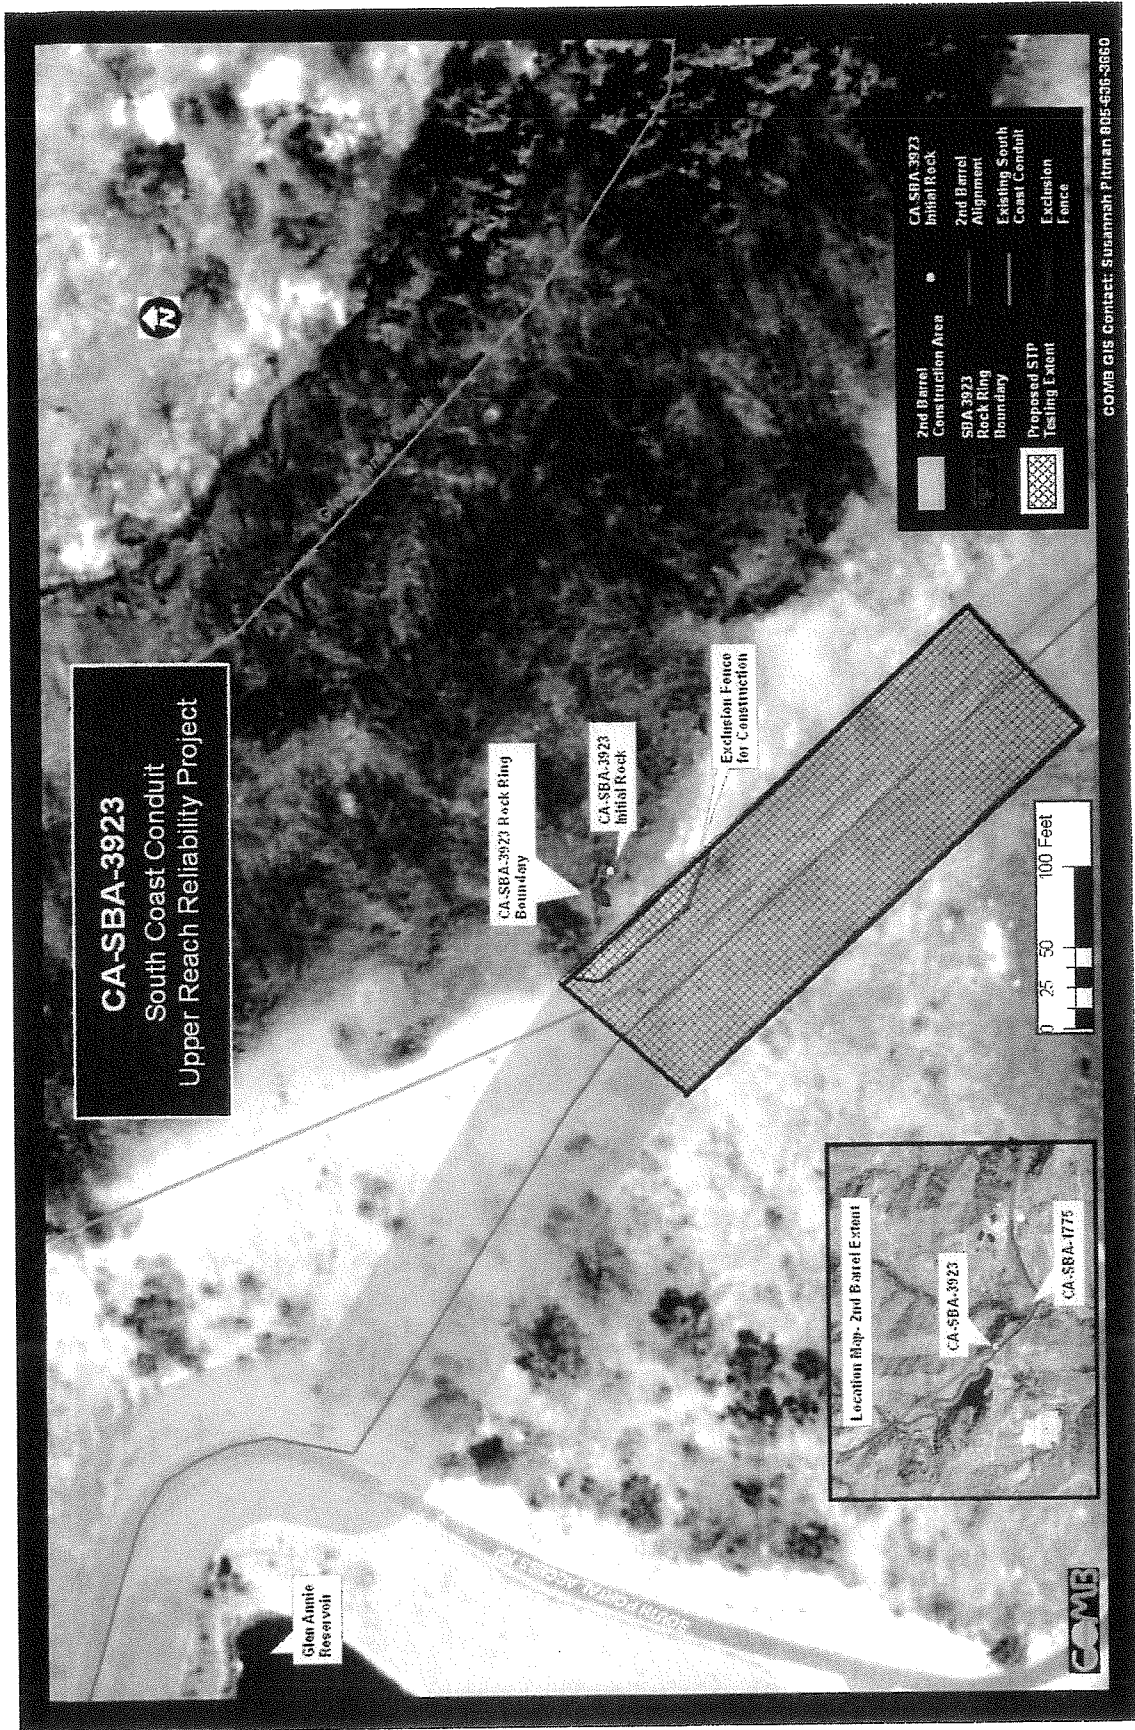 CA-SBA-3923
South Coast Conduit
Upper Reach Reliability Project
N
Glen Annie
Reservoir
CA-SBA-3923 Rock Ring
Boundary
CA-SBA-3923
Initial Rock
Exclusion Fence
for Construction
Location Map- 2nd Barrel Extent
CA-SBA-3923
CA-SBA-1775
0 25 50 100 Feet
2nd Barrel
Construction Area
SBA-3923
Rock Ring
Boundary
Proposed STP
Testing Extent
CA-SBA-3923
Initial Rock
2nd Barrel
Alignment
Existing South
Coast Conduit
Exclusion
Fence
COMB
COMB GIS Contact: Susannah Pitman